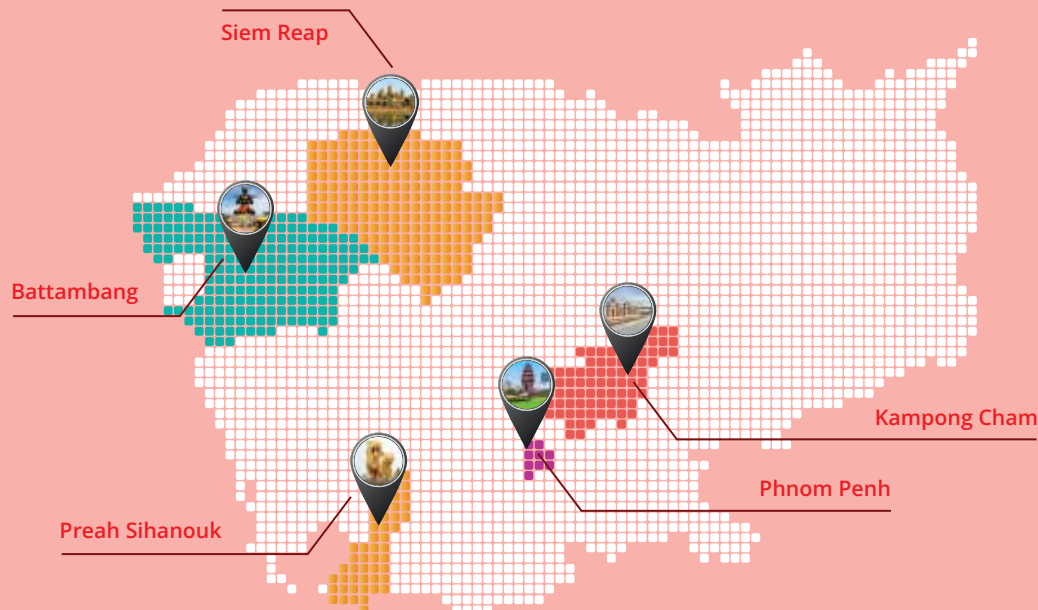 Siem Reap
Battambang
Kampong Cham
Phnom Penh
Preah Sihanouk